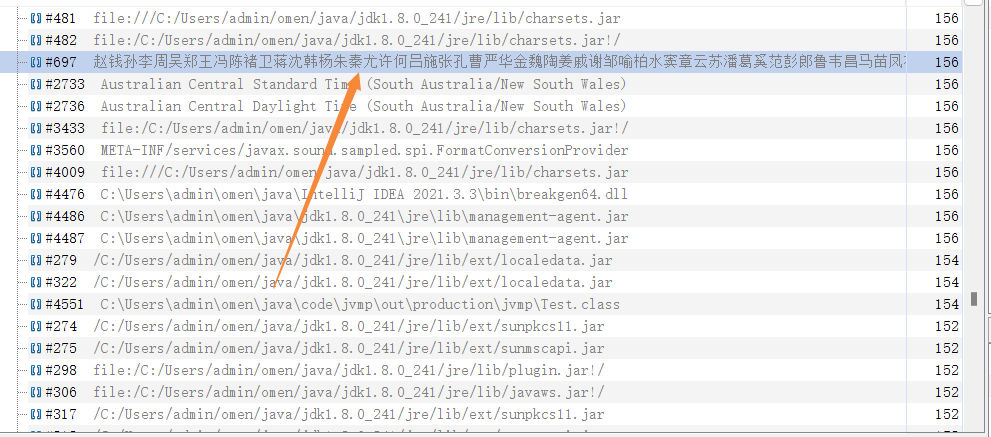 #481 file:///C:/Users/admin/omen/java/jdk1.8.0_241/jre/lib/charsets.jar 156
#482 file:/C:/Users/admin/omen/java/jdk1.8.0_241/jre/lib/charsets.jar!/ 156
#697 赵钱孙李周吴郑王冯陈褚卫蒋沈韩杨朱秦尤许何吕施张孔曹严华金魏陶姜戚谢邹喻柏水窦章云苏潘葛奚范彭郎鲁韦昌马苗凤 156
#2733 Australian Central Standard Time (South Australia/New South Wales) 156
#2736 Australian Central Daylight Time (South Australia/New South Wales) 156
#3433 file:/C:/Users/admin/omen/java/jdk1.8.0_241/jre/lib/charsets.jar!/ 156
#3560 META-INF/services/javax.sound.sampled.spi.FormatConversionProvider 156
#4009 file:///C:/Users/admin/omen/java/jdk1.8.0_241/jre/lib/charsets.jar 156
#4476 C:\Users\admin\omen\java\IntelliJ IDEA 2021.3.3\bin\breakgen64.dll 156
#4486 C:\Users\admin\omen\java\jdk1.8.0_241\jre\lib\management-agent.jar 156
#4487 C:\Users\admin\omen\java\jdk1.8.0_241\jre\lib\management-agent.jar 156
#279 /C:/Users/admin/omen/java/jdk1.8.0_241/jre/lib/ext/localedata.jar 154
#322 /C:/Users/admin/omen/java/jdk1.8.0_241/jre/lib/ext/localedata.jar 154
#4551 C:\Users\admin\omen\java\code\jvmp\out\production\jvmp\Test.class 154
#274 /C:/Users/admin/omen/java/jdk1.8.0_241/jre/lib/ext/sunpkcs11.jar 152
#275 /C:/Users/admin/omen/java/jdk1.8.0_241/jre/lib/ext/sunmscapi.jar 152
#298 file:/C:/Users/admin/omen/java/jdk1.8.0_241/jre/lib/plugin.jar!/ 152
#306 file:/C:/Users/admin/omen/java/jdk1.8.0_241/jre/lib/javaws.jar!/ 152
#317 /C:/Users/admin/omen/java/jdk1.8.0_241/jre/lib/ext/sunpkcs11.jar 152